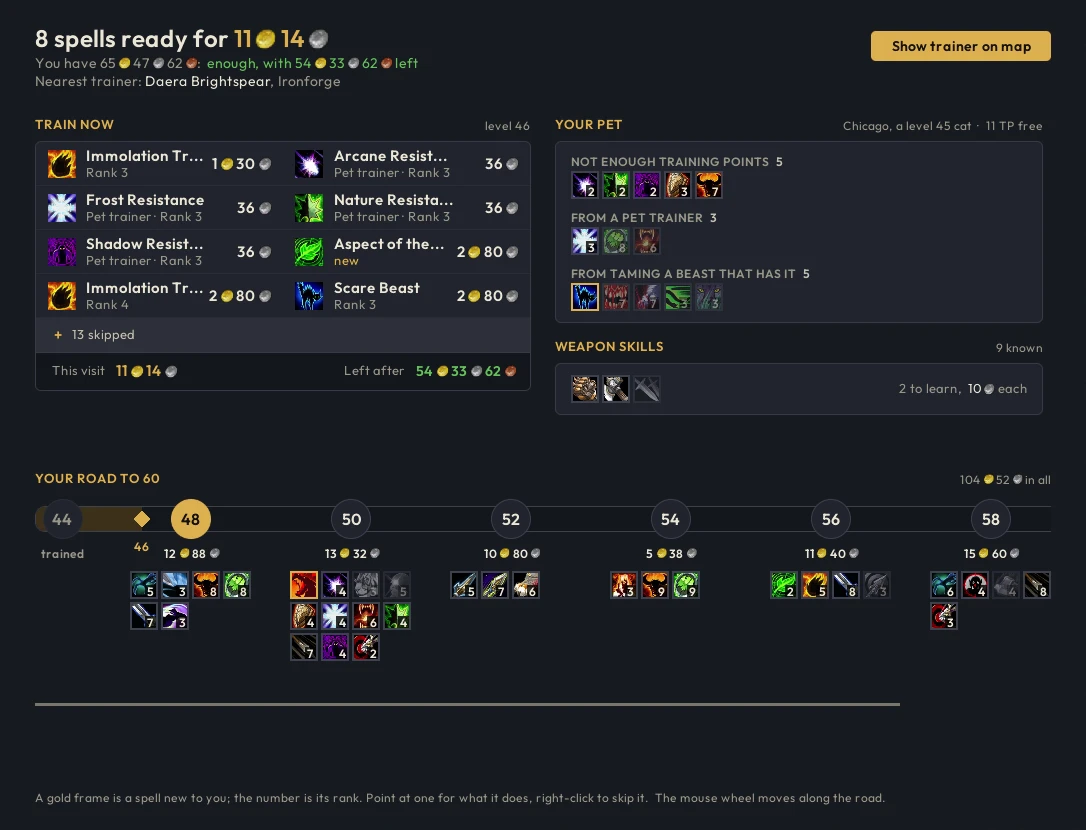 8 spells ready for 11 14
Show trainer on map
You have 65 47 62 : enough, with 54 33 62 left
Nearest trainer: Daera Brightspear, Ironforge
TRAIN NOW
level 46
Immolation Tr... 1 30
Rank 3
Arcane Resist... 36
Pet trainer · Rank 3
Frost Resistance 36
Pet trainer · Rank 3
Nature Resista... 36
Pet trainer · Rank 3
Shadow Resist... 36
Pet trainer · Rank 3
Aspect of the... 2 80
new
Immolation Tr... 2 80
Rank 4
Scare Beast 2 80
Rank 3
+ 13 skipped
This visit 11 14
Left after 54 33 62
YOUR PET
Chicago, a level 45 cat · 11 TP free
NOT ENOUGH TRAINING POINTS 5
2 2 2 3 7
FROM A PET TRAINER 3
3 8 6
FROM TAMING A BEAST THAT HAS IT 5
7 7 3 3
WEAPON SKILLS
9 known
2 to learn, 10 each
YOUR ROAD TO 60
104 52 in all
44 48 50 52 54 56 58
trained
46
12 88
13 32
10 80
5 38
11 40
15 60
5 3 8 8
7 3
4 3 5
4 4 6 4
7 4 2
5 7 6
3 9 9
2 5 8 3
6 4 4 8
3
A gold frame is a spell new to you; the number is its rank. Point at one for what it does, right-click to skip it. The mouse wheel moves along the road.